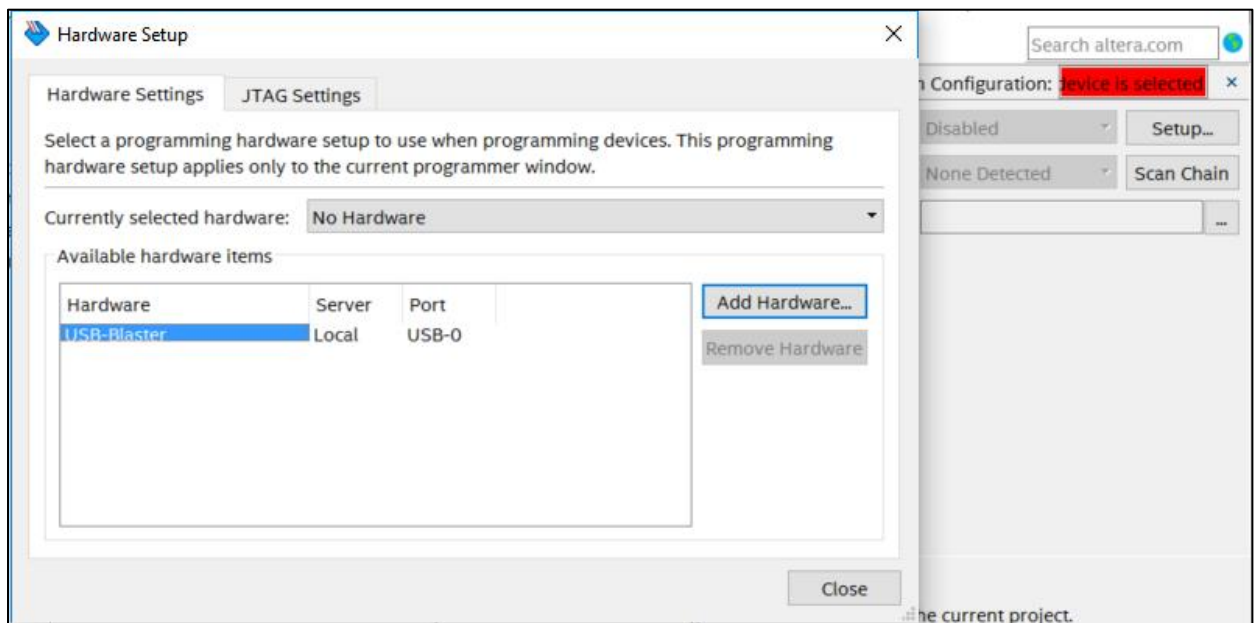 Hardware Setup
Search altera.com
Hardware Settings
JTAG Settings
n Configuration: device is selected
Select a programming hardware setup to use when programming devices. This programming
hardware setup applies only to the current programmer window.
Disabled
Setup...
None Detected
Scan Chain
...
Currently selected hardware: No Hardware
Available hardware items
Hardware Server Port
USB-Blaster Local USB-0
Add Hardware...
Remove Hardware
Close
he current project.